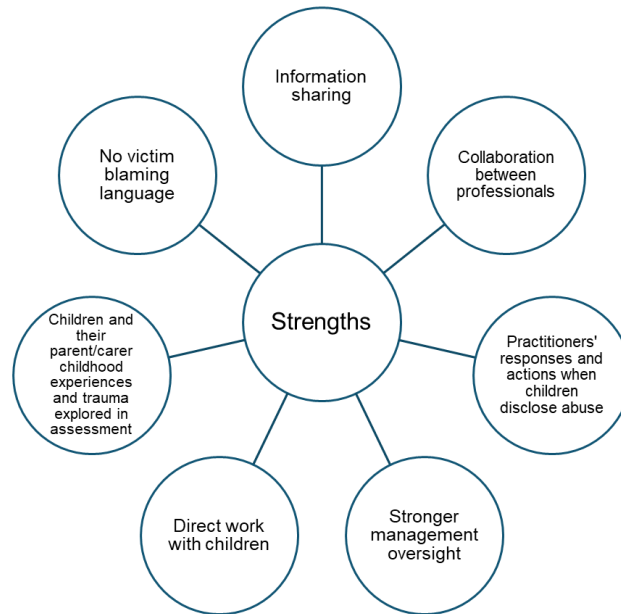 Information
sharing
No victim
blaming
language
Collaboration
between
professionals
Strengths
Children and
their
parent/carer
childhood
experiences
and trauma
explored in
assessment
Practitioners'
responses and
actions when
children
disclose abuse
Direct work
with children
Stronger
management
oversight